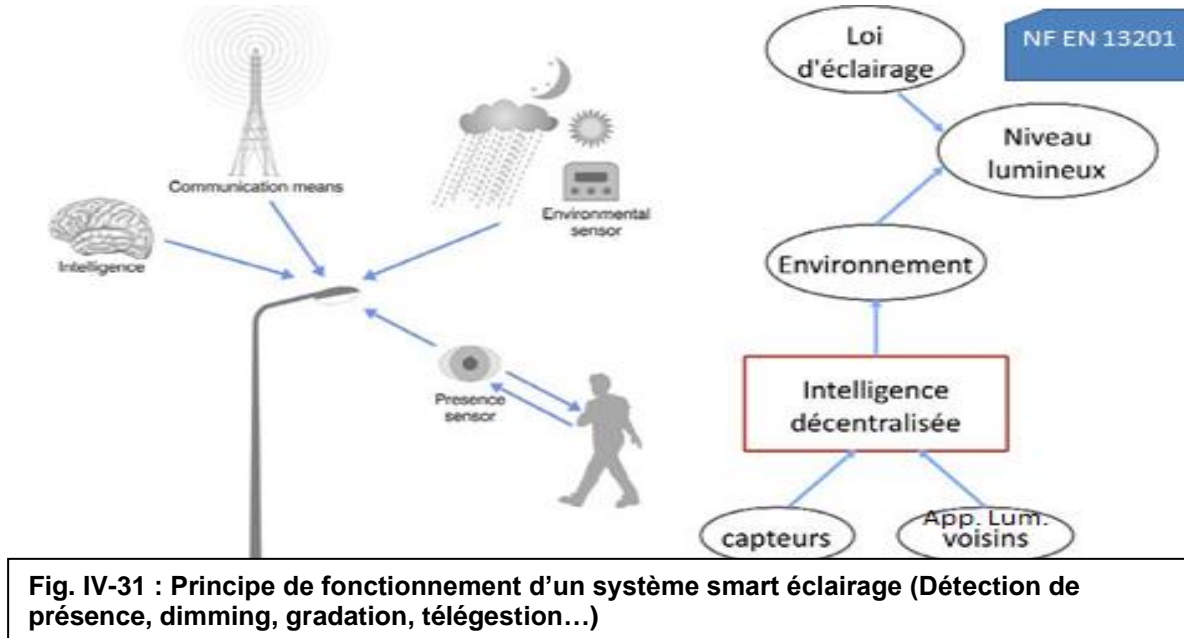 Communication means
Intelligence
Environmental
sensor
Presence
sensor
Loi
d'éclairage
NF EN 13201
Niveau
lumineux
Environnement
Intelligence
décentralisée
capteurs
App. Lum.
voisins
Fig. IV-31 : Principe de fonctionnement d’un système smart éclairage (Détection de
présence, dimming, gradation, télégestion…)